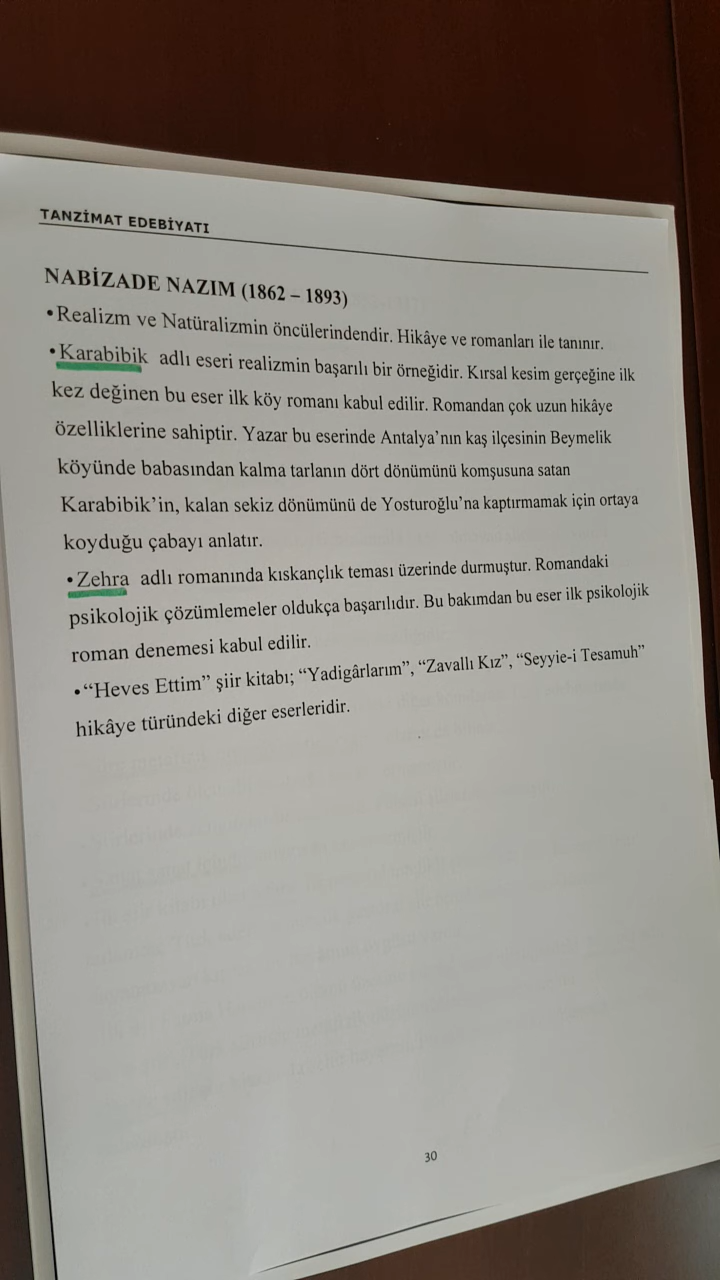 TANZİMAT EDEBİYATI
NABİZADE NAZIM (1862 – 1893)
•Realizm ve Natüralizmin öncülerindendir. Hikâye ve romanları ile tanınır.
•Karabibik adlı eseri realizmin başarılı bir örneğidir. Kırsal kesim gerçeğine ilk
kez değinen bu eser ilk köy romanı kabul edilir. Romandan çok uzun hikâye
özelliklerine sahiptir. Yazar bu eserinde Antalya’nın kaş ilçesinin Beymelik
köyünde babasından kalma tarlanın dört dönümünü komşusuna satan
Karabibik’in, kalan sekiz dönümünü de Yosturoğlu’na kaptırmamak için ortaya
koyduğu çabayı anlatır.
•Zehra adlı romanında kıskançlık teması üzerinde durmuştur. Romandaki
psikolojik çözümlemeler oldukça başarılıdır. Bu bakımdan bu eser ilk psikolojik
roman denemesi kabul edilir.
•“Heves Ettim” şiir kitabı; “Yadigârlarım”, “Zavallı Kız”, “Seyyie-i Tesamuh”
hikâye türündeki diğer eserleridir.
30